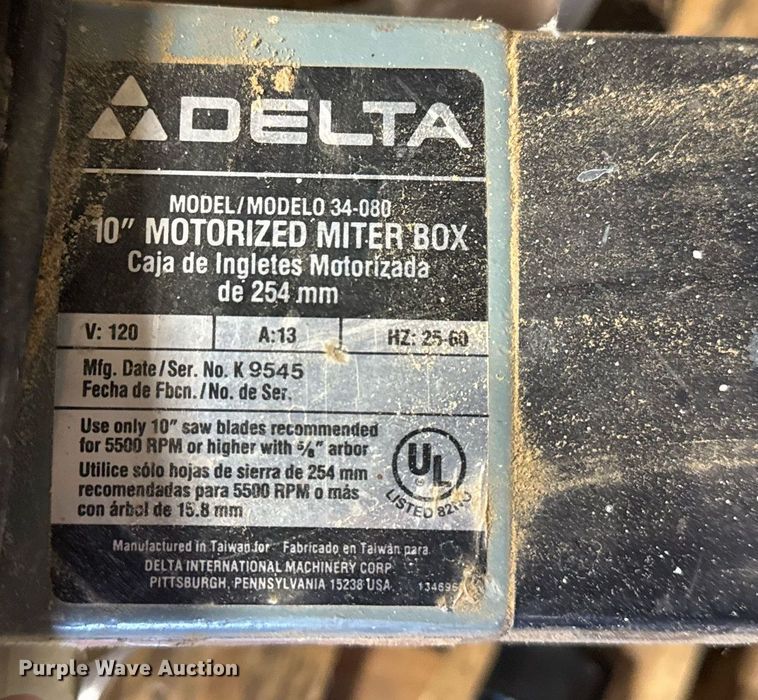 DELTA
MODEL/MODELO 34-080
10" MOTORIZED MITER BOX
Caja de Ingletes Motorizada
de 254 mm
V: 120 A:13 HZ: 25-60
Mfg. Date/Ser. No. K 9545
Fecha de Fbcn./No. de Ser.
Use only 10" saw blades recommended
for 5500 RPM or higher with 5/8" arbor
Utilice sólo hojas de sierra de 254 mm
recomendadas para 5500 RPM o más
con árbol de 15.8 mm
UL
LISTED
Manufactured in Taiwan for Fabricado en Taiwán para
DELTA INTERNATIONAL MACHINERY CORP
PITTSBURGH, PENNSYLVANIA 15238 USA
Purple Wave Auction